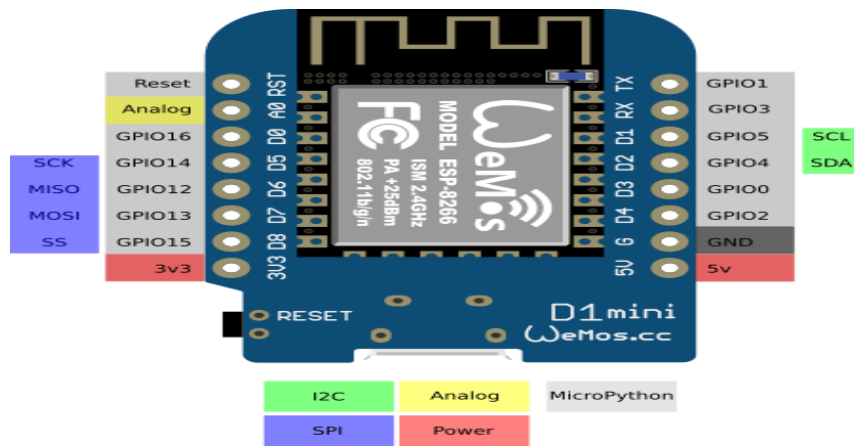 Reset RST TX GPIO1
Analog A0 RX GPIO3
GPIO16 D0 D1 GPIO5 SCL
SCK GPIO14 D5 D2 GPIO4 SDA
MISO GPIO12 D6 D3 GPIO0
MOSI GPIO13 D7 D4 GPIO2
SS GPIO15 D8 G GND
3v3 3V3 5V 5v
WeMos
MODEL ESP-8266
ISM 2.4GHz
PA +25dBm
802.11b/g/n
FC
RESET
D1mini
WeMos.cc
I2C Analog MicroPython
SPI Power